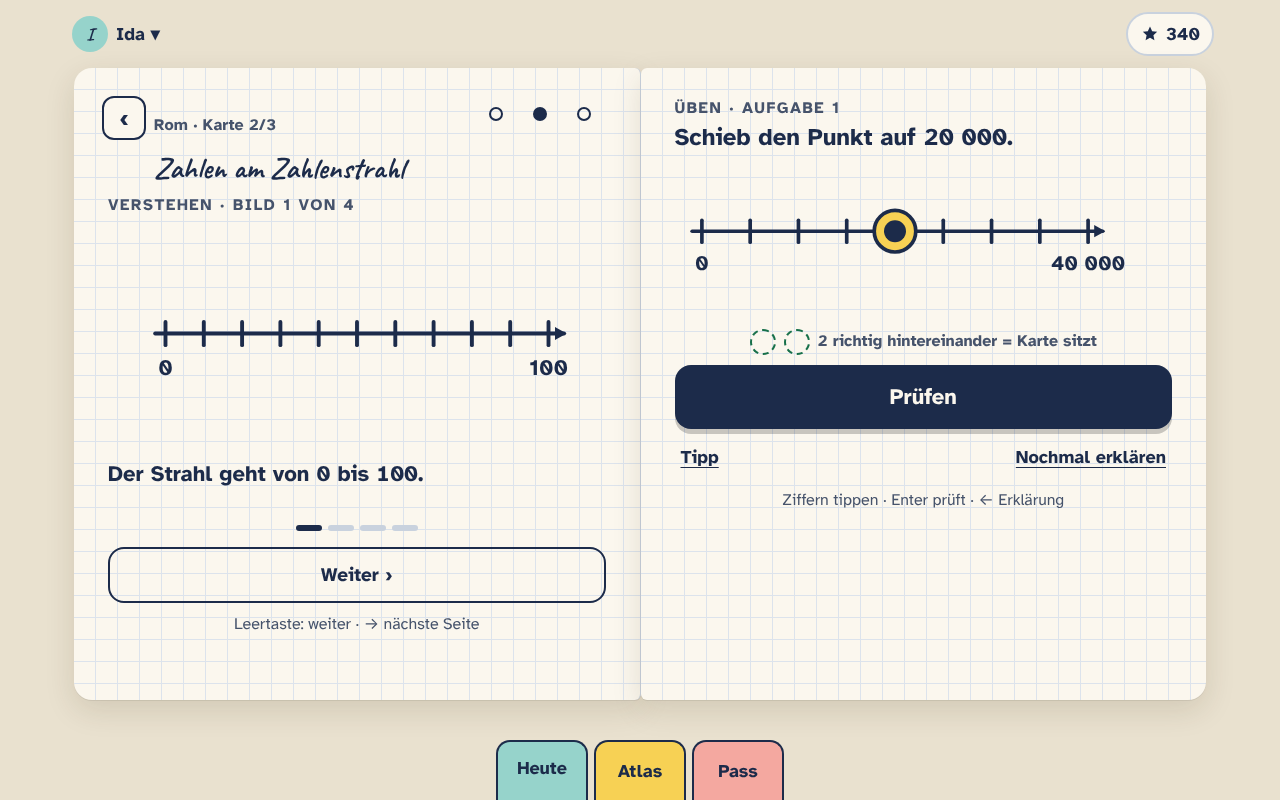 I Ida ▾
★ 340
‹ Rom · Karte 2/3
Zahlen am Zahlenstrahl
VERSTEHEN · BILD 1 VON 4
0 100
Der Strahl geht von 0 bis 100.
Weiter ›
Leertaste: weiter · → nächste Seite
ÜBEN · AUFGABE 1
Schieb den Punkt auf 20 000.
0 40 000
2 richtig hintereinander = Karte sitzt
Prüfen
Tipp Nochmal erklären
Ziffern tippen · Enter prüft · ← Erklärung
Heute Atlas Pass